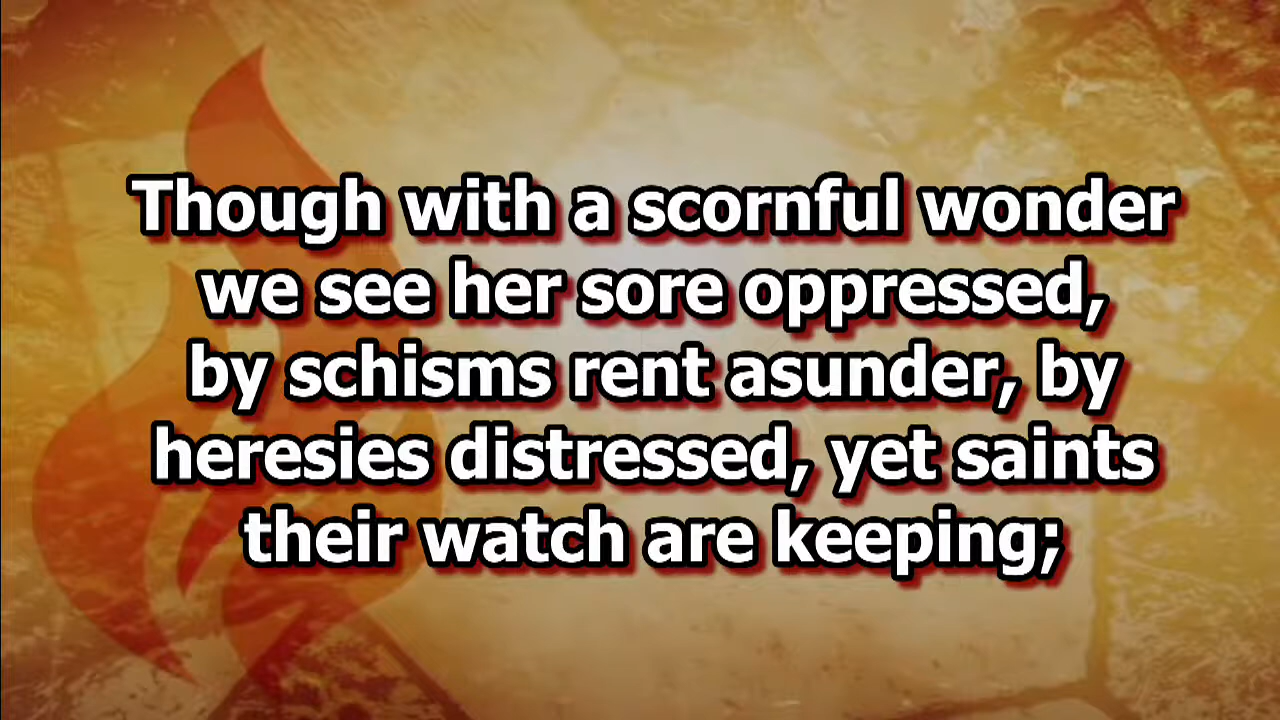 Though with a scornful wonder
we see her sore oppressed,
by schisms rent asunder, by
heresies distressed, yet saints
their watch are keeping;